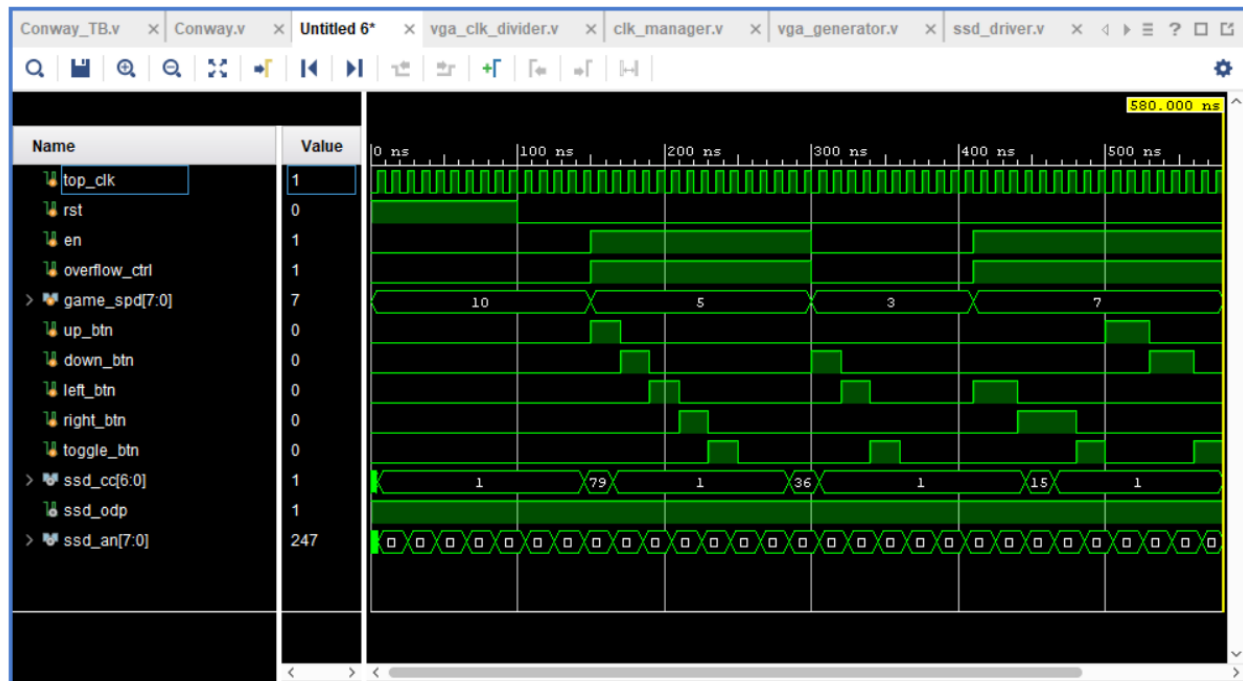 Conway_TB.v × Conway.v × Untitled 6* × vga_clk_divider.v × clk_manager.v × vga_generator.v × ssd_driver.v ×
580.000 ns
Name Value 0 ns 100 ns 200 ns 300 ns 400 ns 500 ns
top_clk 1
rst 0
en 1
overflow_ctrl 1
game_spd[7:0] 7 10 5 3 7
up_btn 0
down_btn 0
left_btn 0
right_btn 0
toggle_btn 0
ssd_cc[6:0] 1 1 79 1 36 1 15 1
ssd_odp 1
ssd_an[7:0] 247